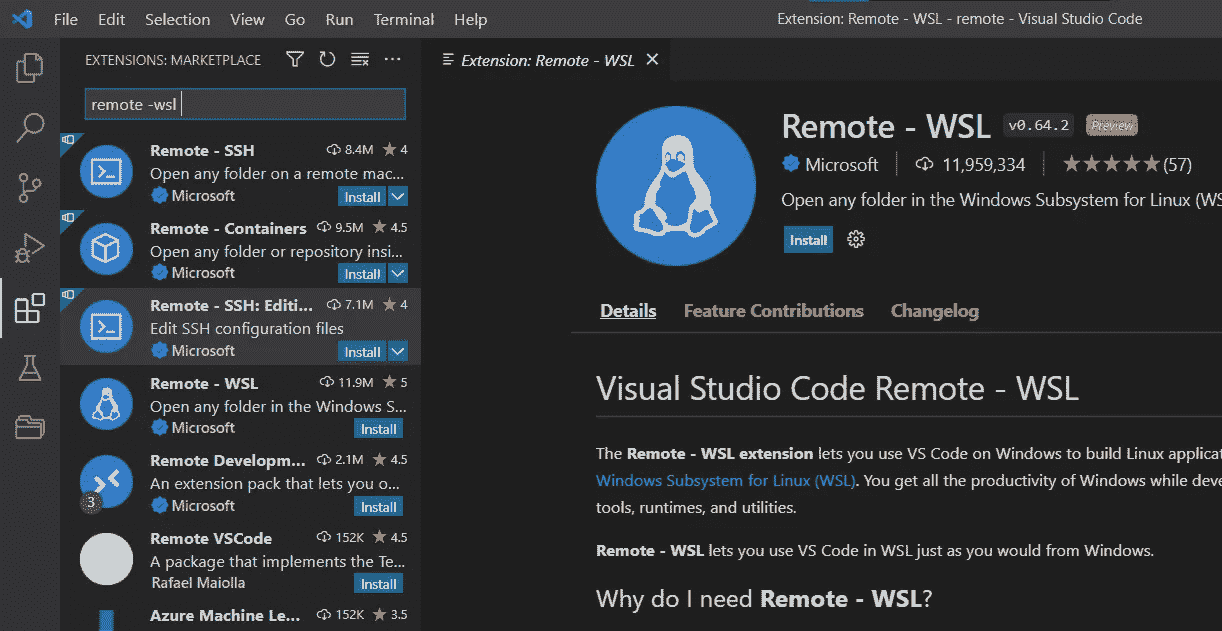 File Edit Selection View Go Run Terminal Help
Extension: Remote - WSL - remote - Visual Studio Code
EXTENSIONS: MARKETPLACE
remote -wsl
Remote - SSH 8.4M 4
Open any folder on a remote mac...
Microsoft Install
Remote - Containers 9.5M 4.5
Open any folder or repository insi...
Microsoft Install
Remote - SSH: Editi... 7.1M 4
Edit SSH configuration files
Microsoft Install
Remote - WSL 11.9M 5
Open any folder in the Windows S...
Microsoft Install
Remote Developm... 2.1M 4.5
An extension pack that lets you o...
3
Microsoft Install
Remote VSCode 152K 4.5
A package that implements the Te...
Rafael Maiolla Install
Azure Machine Le... 152K 3.5
Extension: Remote - WSL
Remote - WSL v0.64.2 Preview
Microsoft 11,959,334 (57)
Open any folder in the Windows Subsystem for Linux (WS
Install
Details Feature Contributions Changelog
Visual Studio Code Remote - WSL
The Remote - WSL extension lets you use VS Code on Windows to build Linux applicat
Windows Subsystem for Linux (WSL). You get all the productivity of Windows while deve
tools, runtimes, and utilities.
Remote - WSL lets you use VS Code in WSL just as you would from Windows.
Why do I need Remote - WSL?